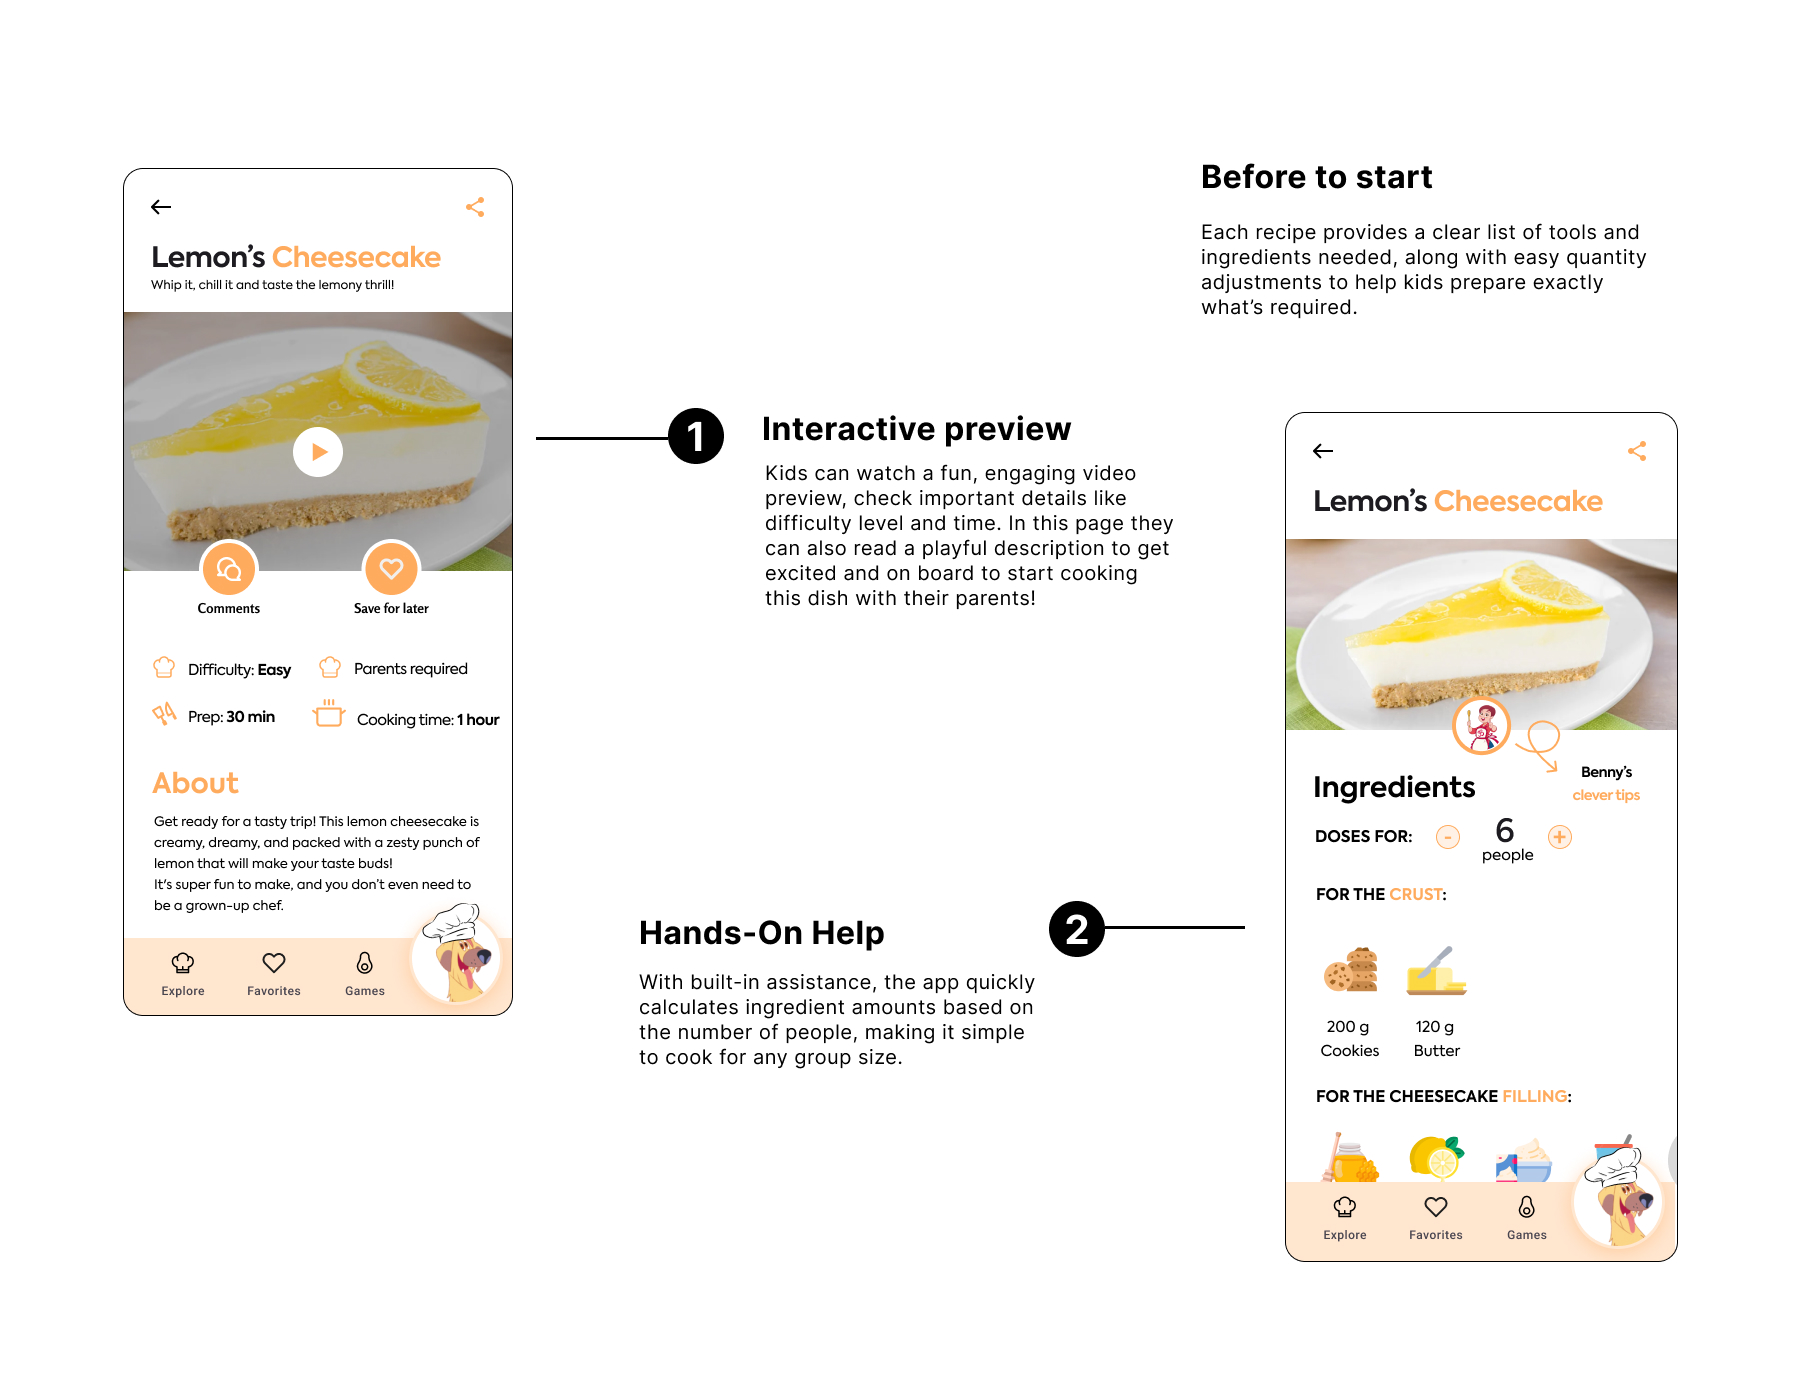 Lemon’s Cheesecake
Whip it, chill it and taste the lemony thrill!
Comments
Save for later
Difficulty: Easy
Parents required
Prep: 30 min
Cooking time: 1 hour
About
Get ready for a tasty trip! This lemon cheesecake is
creamy, dreamy, and packed with a zesty punch of
lemon that will make your taste buds!
It's super fun to make, and you don’t even need to
be a grown-up chef.
Explore
Favorites
Games
1
Interactive preview
Kids can watch a fun, engaging video
preview, check important details like
difficulty level and time. In this page they
can also read a playful description to get
excited and on board to start cooking
this dish with their parents!
Before to start
Each recipe provides a clear list of tools and
ingredients needed, along with easy quantity
adjustments to help kids prepare exactly
what’s required.
Hands-On Help
With built-in assistance, the app quickly
calculates ingredient amounts based on
the number of people, making it simple
to cook for any group size.
2
Lemon’s Cheesecake
Benny’s
clever tips
Ingredients
DOSES FOR:
-
6
+
people
FOR THE CRUST:
200 g
Cookies
120 g
Butter
FOR THE CHEESECAKE FILLING:
Explore
Favorites
Games